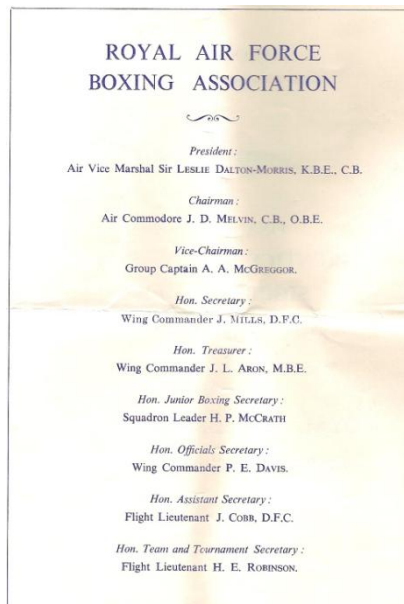 ROYAL AIR FORCE
BOXING ASSOCIATION
President :
Air Vice Marshal Sir LESLIE DALTON-MORRIS, K.B.E., C.B.
Chairman :
Air Commodore J. D. MELVIN, C.B., O.B.E.
Vice-Chairman :
Group Captain A. A. MCGREGGOR.
Hon. Secretary :
Wing Commander J. MILLS, D.F.C.
Hon. Treasurer :
Wing Commander J. L. ARON, M.B.E.
Hon. Junior Boxing Secretary :
Squadron Leader H. P. MCCRATH
Hon. Officials Secretary :
Wing Commander P. E. DAVIS.
Hon. Assistant Secretary :
Flight Lieutenant J. COBB, D.F.C.
Hon. Team and Tournament Secretary :
Flight Lieutenant H. E. ROBINSON.